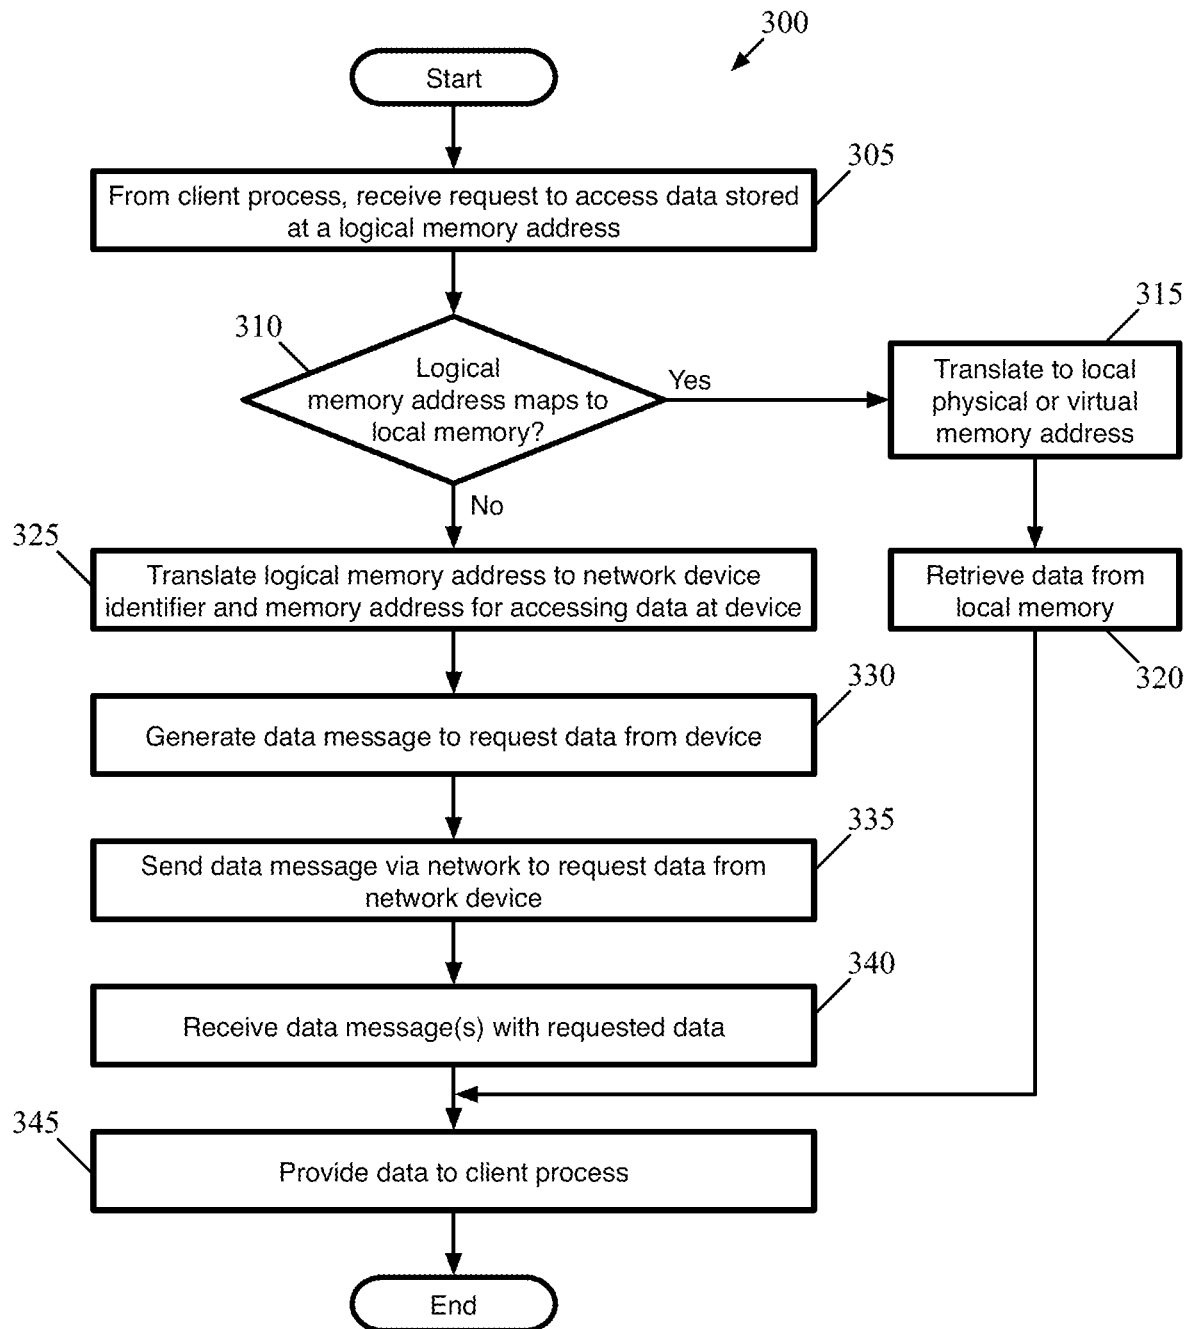 300
Start
305
From client process, receive request to access data stored
at a logical memory address
310
Logical
memory address maps to
local memory?
Yes
315
Translate to local
physical or virtual
memory address
No
325
Translate logical memory address to network device
identifier and memory address for accessing data at device
Retrieve data from
local memory
320
330
Generate data message to request data from device
335
Send data message via network to request data from
network device
340
Receive data message(s) with requested data
345
Provide data to client process
End